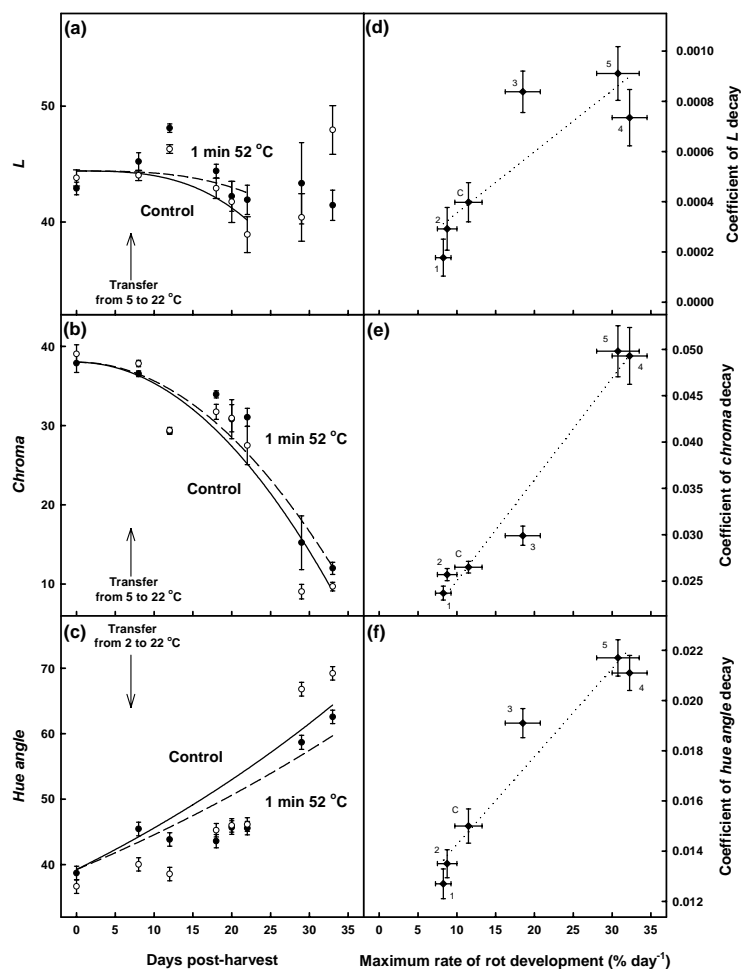 (a)
50
40
L
1 min 52 °C
Control
Transfer
from 5 to 22 °C
(b)
40
30
20
10
Chroma
1 min 52 °C
Control
Transfer
from 5 to 22 °C
(c)
Transfer
from 2 to 22 °C
70
60
50
40
30
Hue angle
Control
1 min 52 °C
0 5 10 15 20 25 30 35
Days post-harvest
(d)
5
3
4
C
2
1
0.0010
0.0008
0.0006
0.0004
0.0002
0.0000
Coefficient of L decay
(e)
5
4
3
C
2
1
0.050
0.045
0.040
0.035
0.030
0.025
Coefficient of chroma decay
(f)
5
4
3
C
2
1
0.022
0.020
0.018
0.016
0.014
0.012
Coefficient of hue angle decay
0 5 10 15 20 25 30 35
Maximum rate of rot development (% day-1)